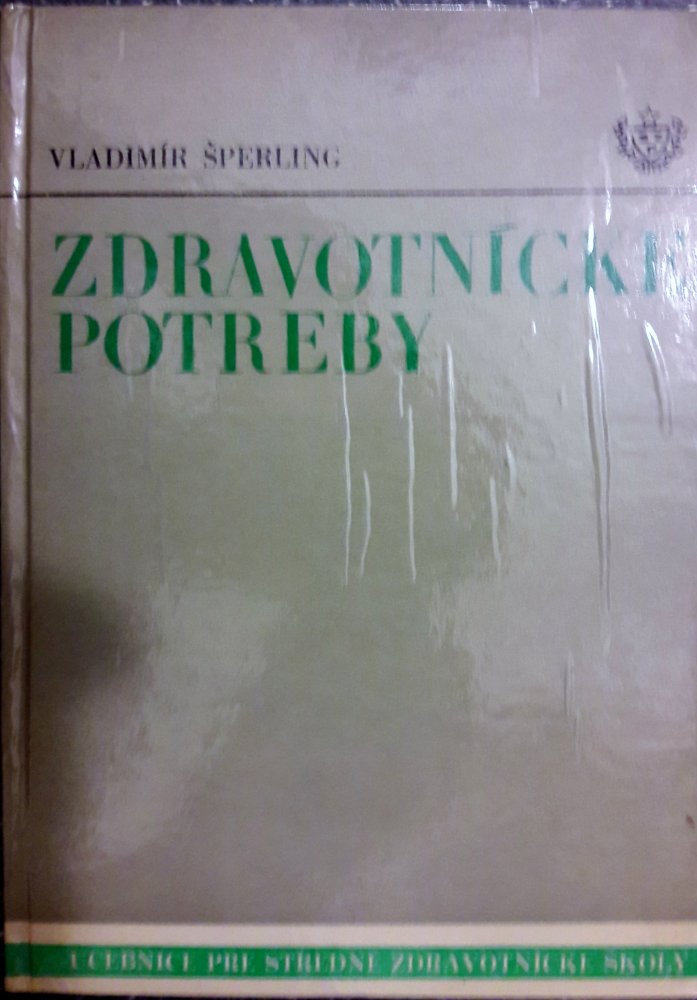 VLADIMÍR ŠPERLING
ZDRAVOTNÍCKE
POTREBY
UČEBNICE PRE STREDNÉ ZDRAVOTNÍCKE ŠKOLY